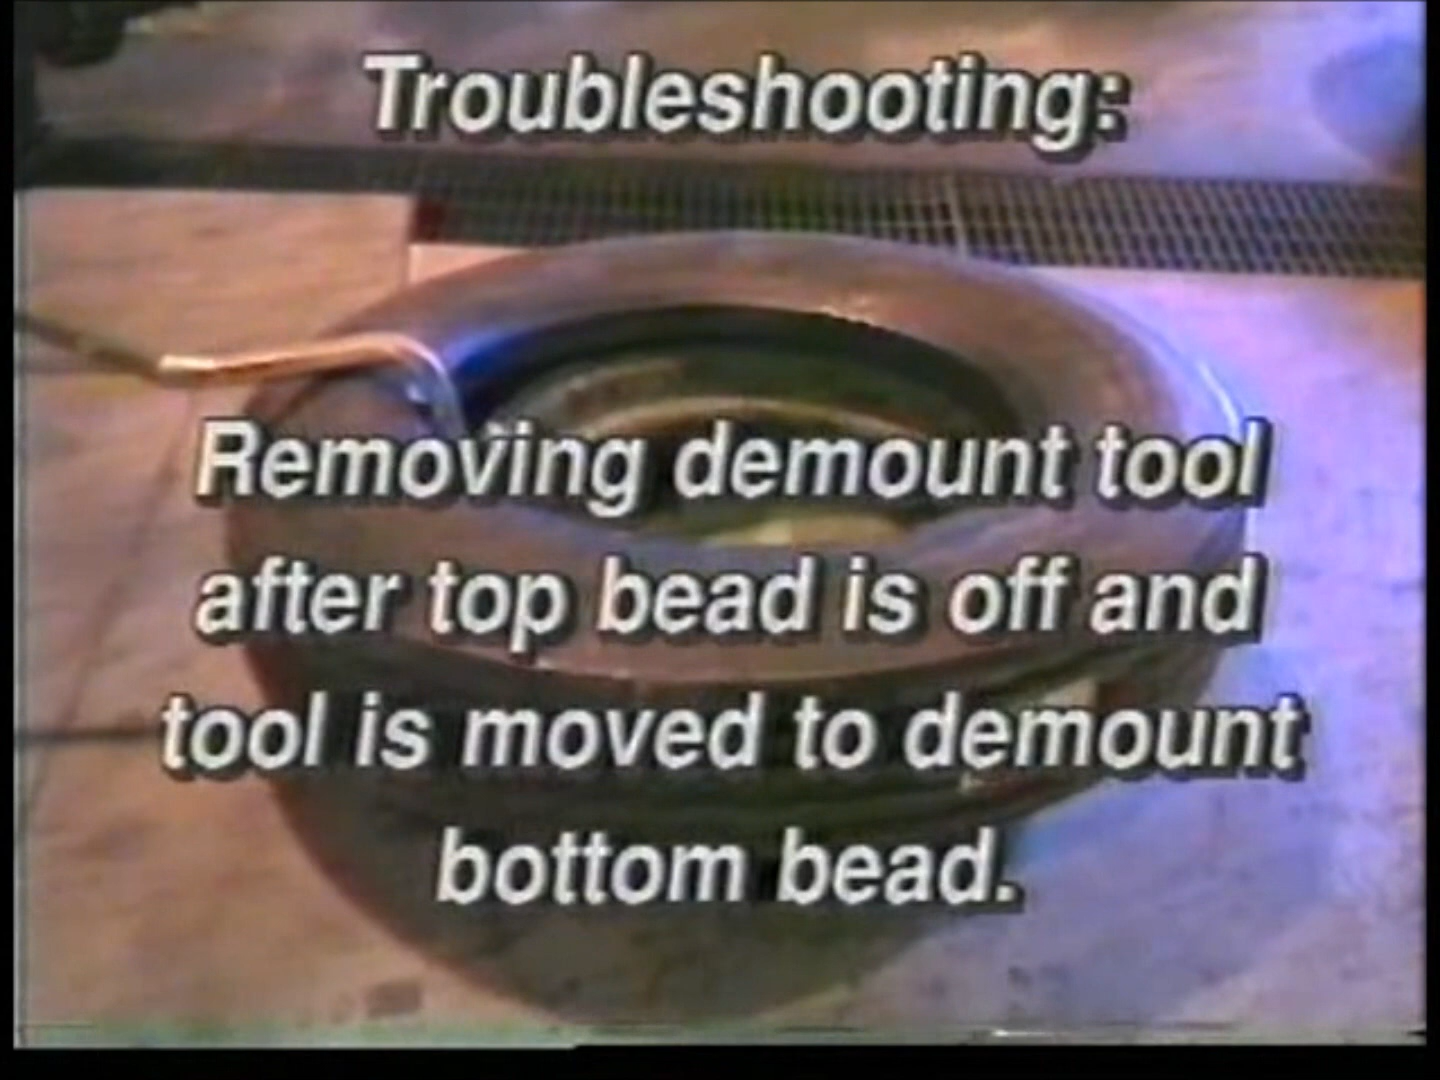 Troubleshooting:
Removing demount tool
after top bead is off and
tool is moved to demount
bottom bead.